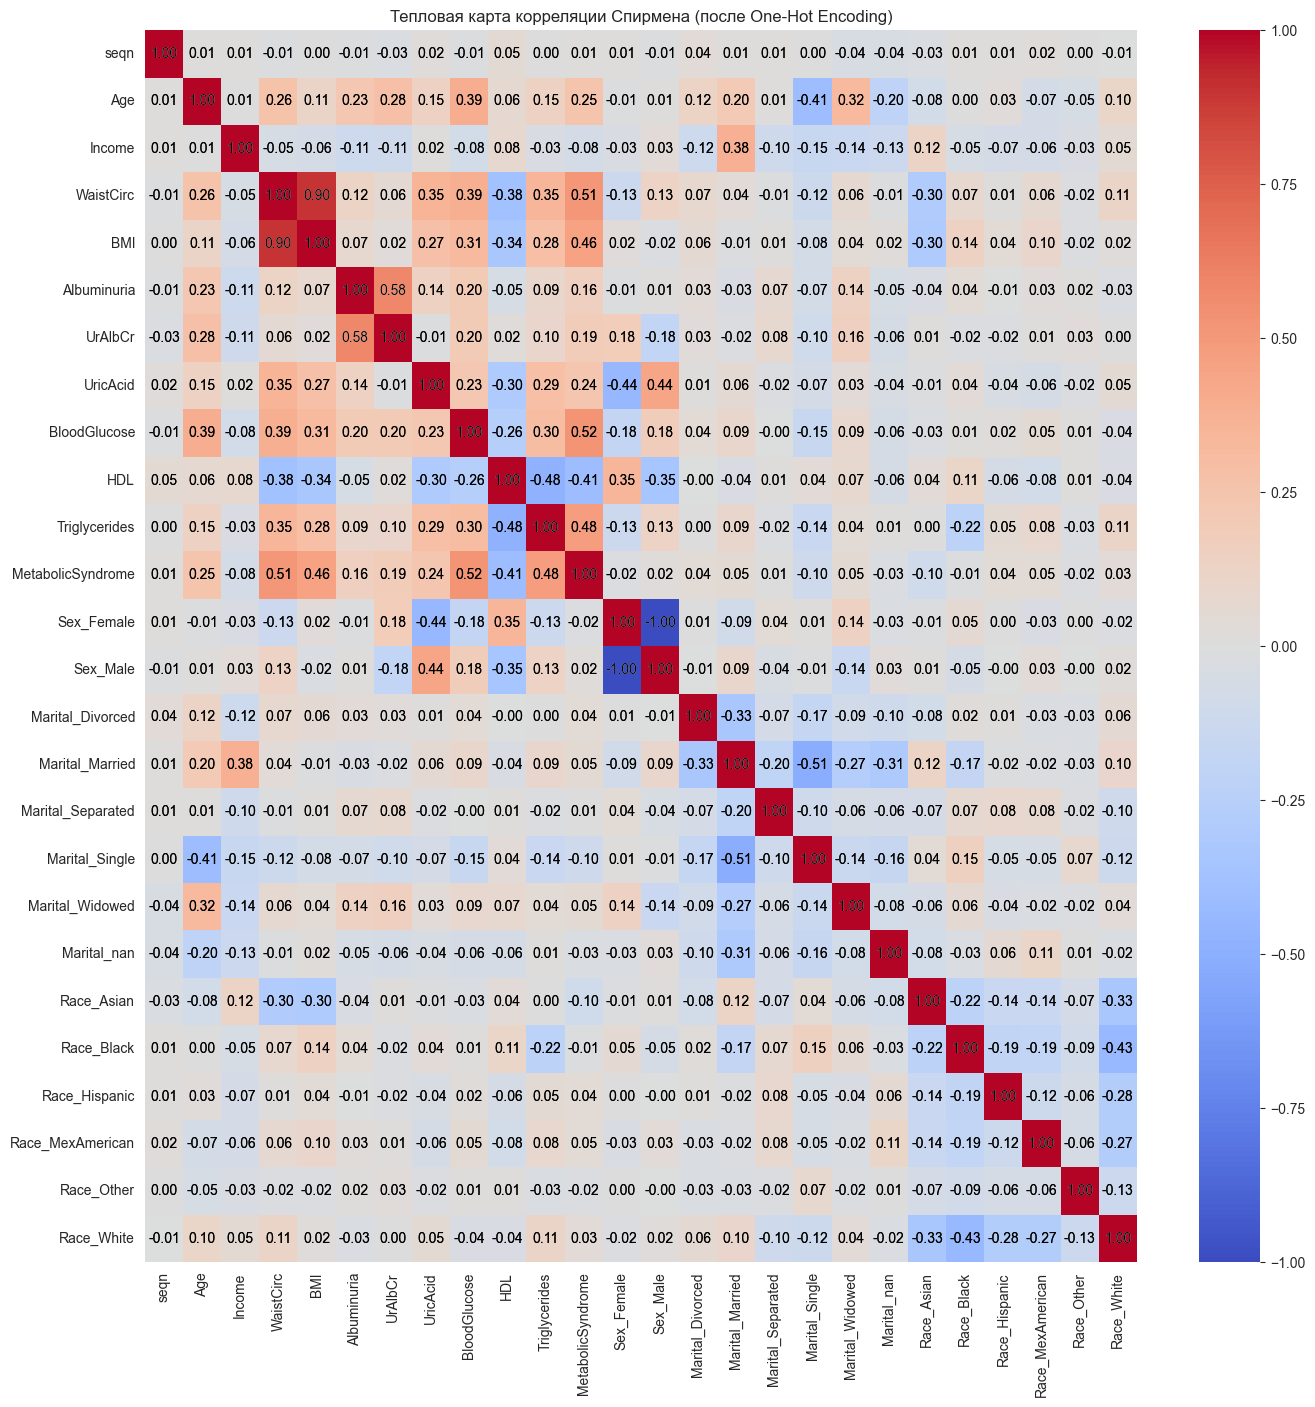 Тепловая карта корреляции Спирмена (после One-Hot Encoding)
seqn 1.00 0.01 0.01 -0.01 0.00 -0.01 -0.03 0.02 -0.01 0.05 0.00 0.01 0.01 -0.01 0.04 0.01 0.01 0.00 -0.04 -0.04 -0.03 0.01 0.01 0.02 0.00 -0.01
Age 0.01 1.00 0.01 0.26 0.11 0.23 0.28 0.15 0.39 0.06 0.15 0.25 -0.01 0.01 0.12 0.20 0.01 -0.41 0.32 -0.20 -0.08 0.00 0.03 -0.07 -0.05 0.10
Income 0.01 0.01 1.00 -0.05 -0.06 -0.11 -0.11 0.02 -0.08 0.08 -0.03 -0.08 -0.03 0.03 -0.12 0.38 -0.10 -0.15 -0.14 -0.13 0.12 -0.05 -0.07 -0.06 -0.03 0.05
WaistCirc -0.01 0.26 -0.05 1.00 0.90 0.12 0.06 0.35 0.39 -0.38 0.35 0.51 -0.13 0.13 0.07 0.04 -0.01 -0.12 0.06 -0.01 -0.30 0.07 0.01 0.06 -0.02 0.11
BMI 0.00 0.11 -0.06 0.90 1.00 0.07 0.02 0.27 0.31 -0.34 0.28 0.46 0.02 -0.02 0.06 -0.01 0.01 -0.08 0.04 0.02 -0.30 0.14 0.04 0.10 -0.02 0.02
Albuminuria -0.01 0.23 -0.11 0.12 0.07 1.00 0.58 0.14 0.20 -0.05 0.09 0.16 -0.01 0.01 0.03 -0.03 0.07 -0.07 0.14 -0.05 -0.04 0.04 -0.01 0.03 0.02 -0.03
UrAlbCr -0.03 0.28 -0.11 0.06 0.02 0.58 1.00 -0.01 0.20 0.02 0.10 0.19 0.18 -0.18 0.03 -0.02 0.08 -0.10 0.16 -0.06 0.01 -0.02 -0.02 0.01 0.03 0.00
UricAcid 0.02 0.15 0.02 0.35 0.27 0.14 -0.01 1.00 0.23 -0.30 0.29 0.24 -0.44 0.44 0.01 0.06 -0.02 -0.07 0.03 -0.04 -0.01 0.04 -0.04 -0.06 -0.02 0.05
BloodGlucose -0.01 0.39 -0.08 0.39 0.31 0.20 0.20 0.23 1.00 -0.26 0.30 0.52 -0.18 0.18 0.04 0.09 -0.00 -0.15 0.09 -0.06 -0.03 0.01 0.02 0.05 0.01 -0.04
HDL 0.05 0.06 0.08 -0.38 -0.34 -0.05 0.02 -0.30 -0.26 1.00 -0.48 -0.41 0.35 -0.35 -0.00 -0.04 0.01 0.04 0.07 -0.06 0.04 0.11 -0.06 -0.08 0.01 -0.04
Triglycerides 0.00 0.15 -0.03 0.35 0.28 0.09 0.10 0.29 0.30 -0.48 1.00 0.48 -0.13 0.13 0.00 0.09 -0.02 -0.14 0.04 0.01 0.00 -0.22 0.05 0.08 -0.03 0.11
MetabolicSyndrome 0.01 0.25 -0.08 0.51 0.46 0.16 0.19 0.24 0.52 -0.41 0.48 1.00 -0.02 0.02 0.04 0.05 0.01 -0.10 0.05 -0.03 -0.10 -0.01 0.04 0.05 -0.02 0.03
Sex_Female 0.01 -0.01 -0.03 -0.13 0.02 -0.01 0.18 -0.44 -0.18 0.35 -0.13 -0.02 1.00 -1.00 0.01 -0.09 0.04 0.01 0.14 -0.03 -0.01 0.05 0.00 -0.03 0.00 -0.02
Sex_Male -0.01 0.01 0.03 0.13 -0.02 0.01 -0.18 0.44 0.18 -0.35 0.13 0.02 -1.00 1.00 -0.01 0.09 -0.04 -0.01 -0.14 0.03 0.01 -0.05 -0.00 0.03 -0.00 0.02
Marital_Divorced 0.04 0.12 -0.12 0.07 0.06 0.03 0.03 0.01 0.04 -0.00 0.00 0.04 0.01 -0.01 1.00 -0.33 -0.07 -0.17 -0.09 -0.10 -0.08 0.02 0.01 -0.03 -0.03 0.06
Marital_Married 0.01 0.20 0.38 0.04 -0.01 -0.03 -0.02 0.06 0.09 -0.04 0.09 0.05 -0.09 0.09 -0.33 1.00 -0.20 -0.51 -0.27 -0.31 0.12 -0.17 -0.02 -0.02 -0.03 0.10
Marital_Separated 0.01 0.01 -0.10 -0.01 0.01 0.07 0.08 -0.02 -0.00 0.01 -0.02 0.01 0.04 -0.04 -0.07 -0.20 1.00 -0.10 -0.06 -0.06 -0.07 0.07 0.08 0.08 -0.02 -0.10
Marital_Single 0.00 -0.41 -0.15 -0.12 -0.08 -0.07 -0.10 -0.07 -0.15 0.04 -0.14 -0.10 0.01 -0.01 -0.17 -0.51 -0.10 1.00 -0.14 -0.16 0.04 0.15 -0.05 -0.05 0.07 -0.12
Marital_Widowed -0.04 0.32 -0.14 0.06 0.04 0.14 0.16 0.03 0.09 0.07 0.04 0.05 0.14 -0.14 -0.09 -0.27 -0.06 -0.14 1.00 -0.08 -0.06 0.06 -0.04 -0.02 -0.02 0.04
Marital_nan -0.04 -0.20 -0.13 -0.01 0.02 -0.05 -0.06 -0.04 -0.06 -0.06 0.01 -0.03 -0.03 0.03 -0.10 -0.31 -0.06 -0.16 -0.08 1.00 -0.08 -0.03 0.06 0.11 0.01 -0.02
Race_Asian -0.03 -0.08 0.12 -0.30 -0.30 -0.04 0.01 -0.01 -0.03 0.04 0.00 -0.10 -0.01 0.01 -0.08 0.12 -0.07 0.04 -0.06 -0.08 1.00 -0.22 -0.14 -0.14 -0.07 -0.33
Race_Black 0.01 0.00 -0.05 0.07 0.14 0.04 -0.02 0.04 0.01 0.11 -0.22 -0.01 0.05 -0.05 0.02 -0.17 0.07 0.15 0.06 -0.03 -0.22 1.00 -0.19 -0.19 -0.09 -0.43
Race_Hispanic 0.01 0.03 -0.07 0.01 0.04 -0.01 -0.02 -0.04 0.02 -0.06 0.05 0.04 0.00 -0.00 0.01 -0.02 0.08 -0.05 -0.04 0.06 -0.14 -0.19 1.00 -0.12 -0.06 -0.28
Race_MexAmerican 0.02 -0.07 -0.06 0.06 0.10 0.03 0.01 -0.06 0.05 -0.08 0.08 0.05 -0.03 0.03 -0.03 -0.02 0.08 -0.05 -0.02 0.11 -0.14 -0.19 -0.12 1.00 -0.06 -0.27
Race_Other 0.00 -0.05 -0.03 -0.02 -0.02 0.02 0.03 -0.02 0.01 0.01 -0.03 -0.02 0.00 -0.00 -0.03 -0.03 -0.02 0.07 -0.02 0.01 -0.07 -0.09 -0.06 -0.06 1.00 -0.13
Race_White -0.01 0.10 0.05 0.11 0.02 -0.03 0.00 0.05 -0.04 -0.04 0.11 0.03 -0.02 0.02 0.06 0.10 -0.10 -0.12 0.04 -0.02 -0.33 -0.43 -0.28 -0.27 -0.13 1.00
seqn
Age
Income
WaistCirc
BMI
Albuminuria
UrAlbCr
UricAcid
BloodGlucose
HDL
Triglycerides
MetabolicSyndrome
Sex_Female
Sex_Male
Marital_Divorced
Marital_Married
Marital_Separated
Marital_Single
Marital_Widowed
Marital_nan
Race_Asian
Race_Black
Race_Hispanic
Race_MexAmerican
Race_Other
Race_White
1.00
0.75
0.50
0.25
0.00
−0.25
−0.50
−0.75
−1.00